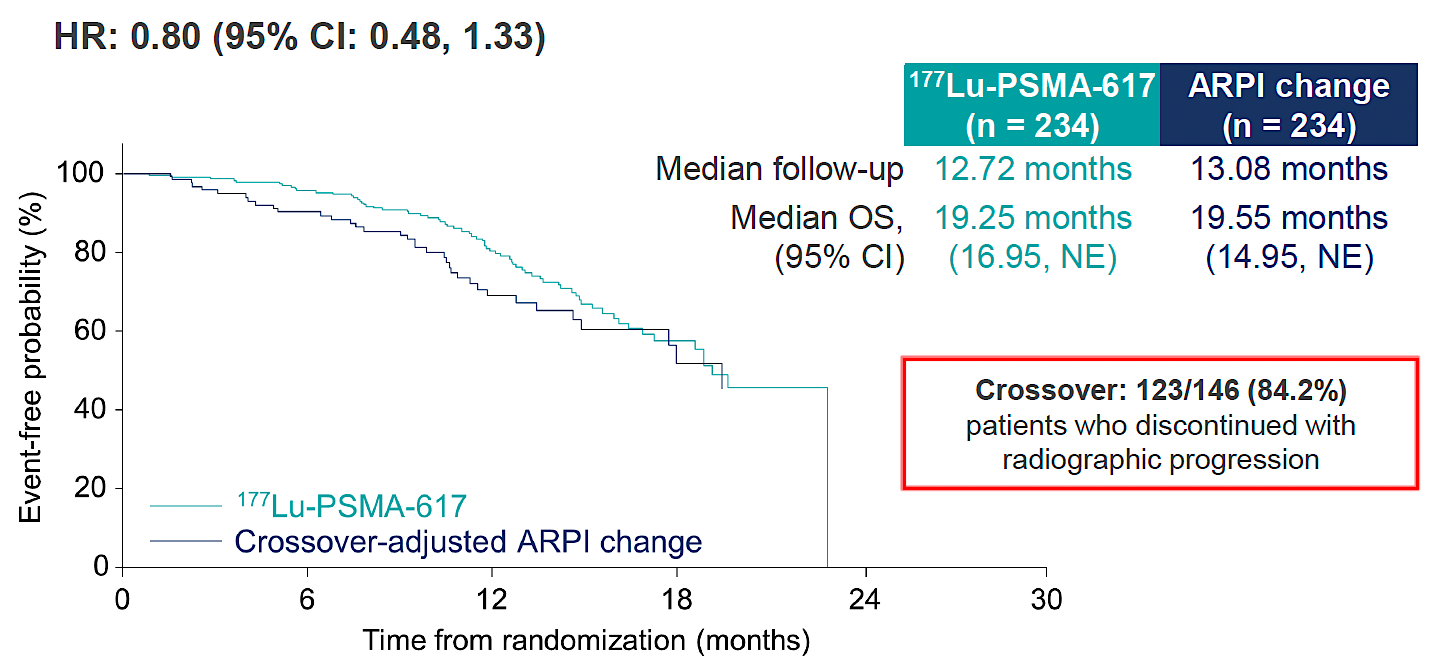 HR: 0.80 (95% CI: 0.48, 1.33)
¹⁷⁷Lu-PSMA-617 ARPI change
(n = 234) (n = 234)
Median follow-up 12.72 months 13.08 months
Median OS, 19.25 months 19.55 months
(95% CI) (16.95, NE) (14.95, NE)
Crossover: 123/146 (84.2%)
patients who discontinued with
radiographic progression
Event-free probability (%)
100
80
60
40
20
0
¹⁷⁷Lu-PSMA-617
Crossover-adjusted ARPI change
0 6 12 18 24 30
Time from randomization (months)